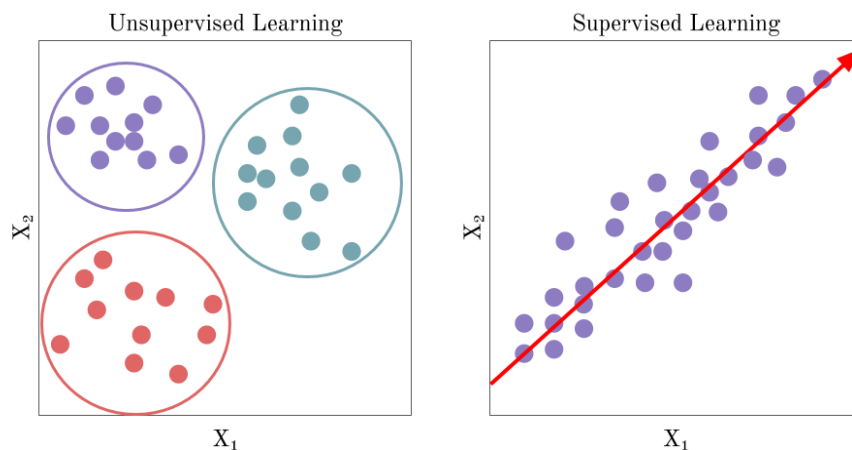 Unsupervised Learning
X₂
X₁
Supervised Learning
X₂
X₁